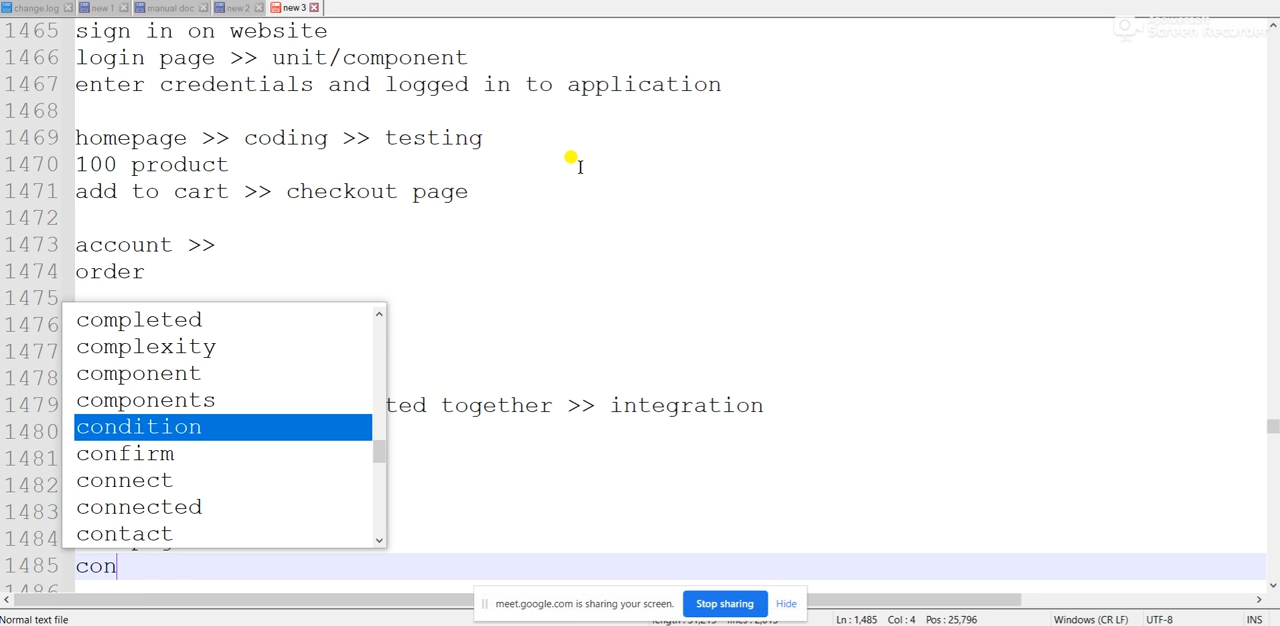 change.log new 1 manual doc new 2 new 3
Screen Recorder
1465 sign in on website
1466 login page >> unit/component
1467 enter credentials and logged in to application
1468
1469 homepage >> coding >> testing
1470 100 product
1471 add to cart >> checkout page
1472
1473 account >>
1474 order
1475
1476
1477
1478
1479 ted together >> integration
1480
1481
1482
1483
1484
1485 con
1486
completed
complexity
component
components
condition
confirm
connect
connected
contact
meet.google.com is sharing your screen. Stop sharing Hide
Normal text file Ln : 1,485 Col : 4 Pos : 25,796 Windows (CR LF) UTF-8 INS